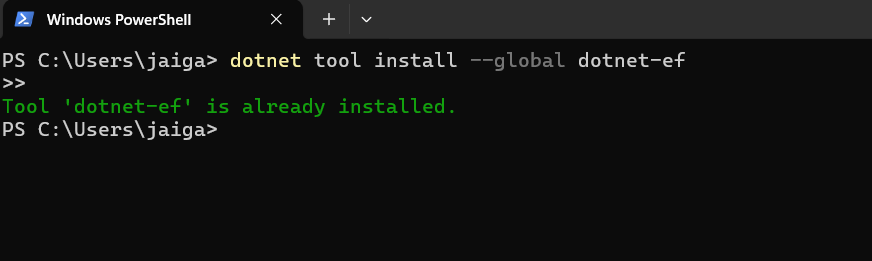 Windows PowerShell
PS C:\Users\jaiga> dotnet tool install --global dotnet-ef
>>
Tool 'dotnet-ef' is already installed.
PS C:\Users\jaiga>